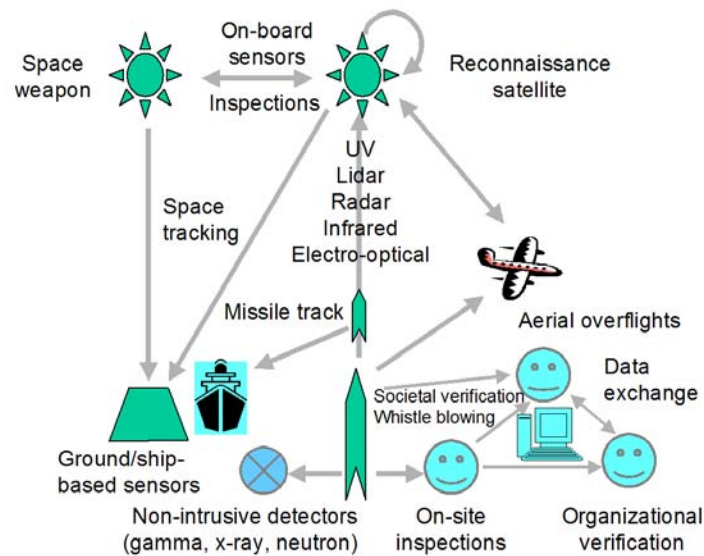 Space
weapon
On-board
sensors
Inspections
Reconnaissance
satellite
UV
Lidar
Radar
Infrared
Electro-optical
Space
tracking
Missile track
Aerial overflights
Societal verification
Whistle blowing
Data
exchange
Ground/ship-
based sensors
Non-intrusive detectors
(gamma, x-ray, neutron)
On-site
inspections
Organizational
verification